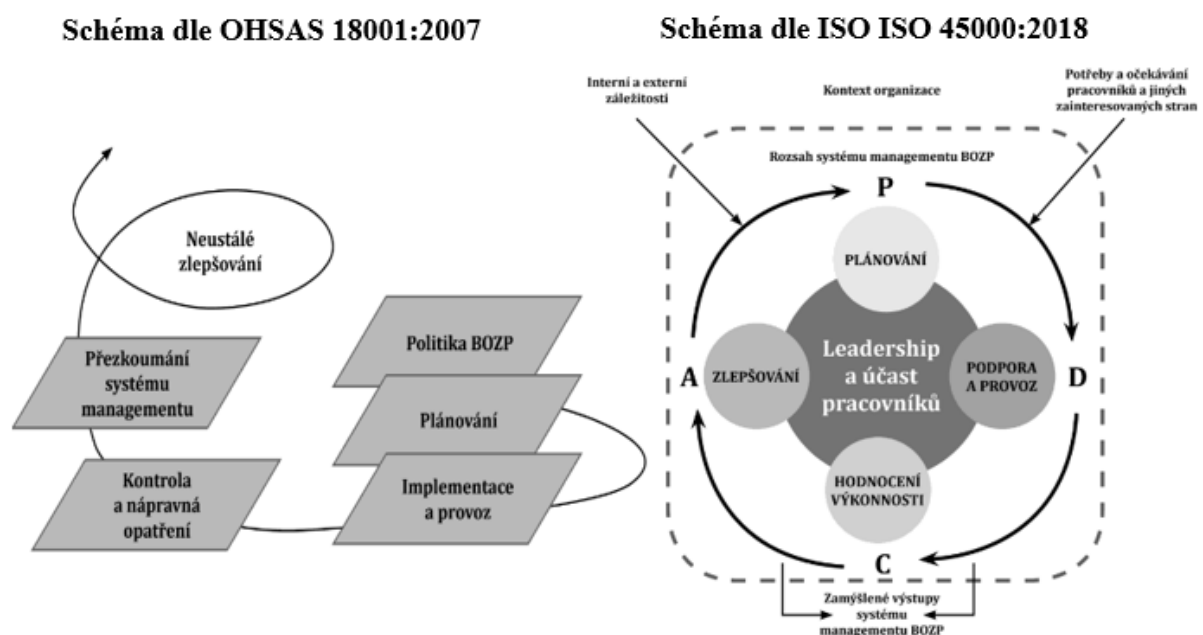 Schéma dle OHSAS 18001:2007
Neustálé
zlepšování
Přezkoumání
systému
managementu
Kontrola
a nápravná
opatření
Politika BOZP
Plánování
Implementace
a provoz
Schéma dle ISO ISO 45000:2018
Interní a externí
záležitosti
Kontext organizace
Potřeby a očekávání
pracovníků a jiných
zainteresovaných stran
Rozsah systému managementu BOZP
P
PLÁNOVÁNÍ
A
ZLEPŠOVÁNÍ
Leadership
a účast
pracovníků
PODPORA
A PROVOZ
D
HODNOCENÍ
VÝKONNOSTI
C
Zamýšlené výstupy
systému
managementu BOZP